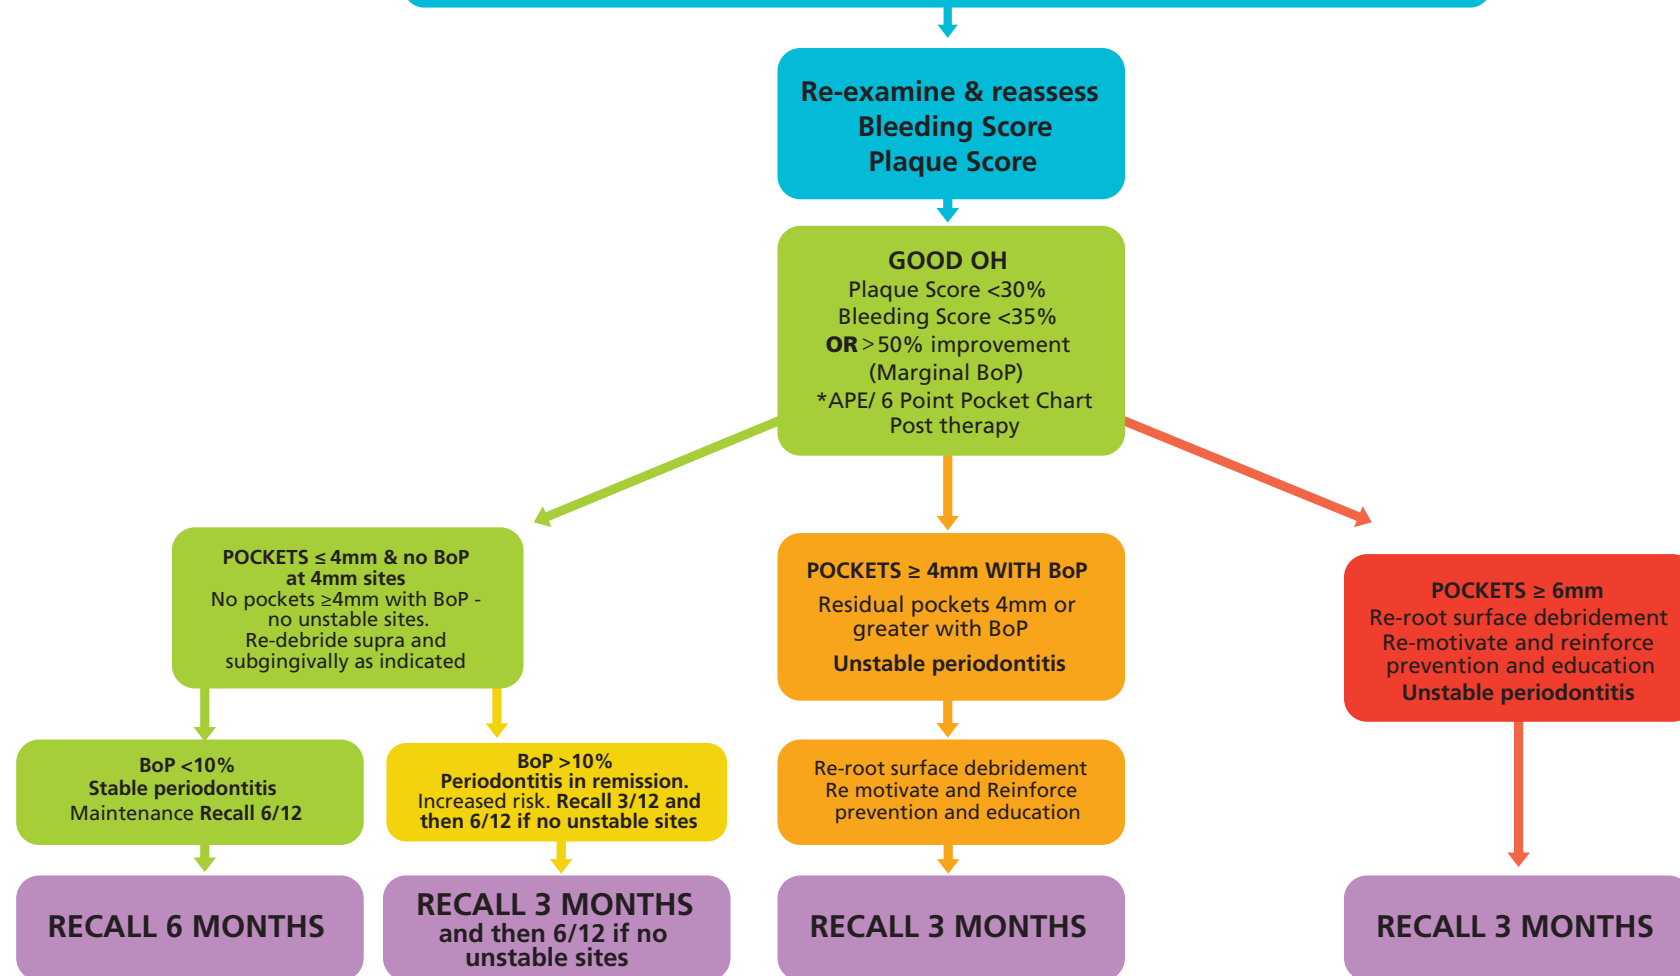 Re-examine & reassess
Bleeding Score
Plaque Score
GOOD OH
Plaque Score <30%
Bleeding Score <35%
OR >50% improvement
(Marginal BoP)
*APE/ 6 Point Pocket Chart
Post therapy
POCKETS ≤ 4mm & no BoP
at 4mm sites
No pockets ≥4mm with BoP -
no unstable sites.
Re-debride supra and
subgingivally as indicated
POCKETS ≥ 4mm WITH BoP
Residual pockets 4mm or
greater with BoP
Unstable periodontitis
POCKETS ≥ 6mm
Re-root surface debridement
Re-motivate and reinforce
prevention and education
Unstable periodontitis
BoP <10%
Stable periodontitis
Maintenance Recall 6/12
BoP >10%
Periodontitis in remission.
Increased risk. Recall 3/12 and
then 6/12 if no unstable sites
Re-root surface debridement
Re motivate and Reinforce
prevention and education
RECALL 6 MONTHS
RECALL 3 MONTHS
and then 6/12 if no
unstable sites
RECALL 3 MONTHS
RECALL 3 MONTHS